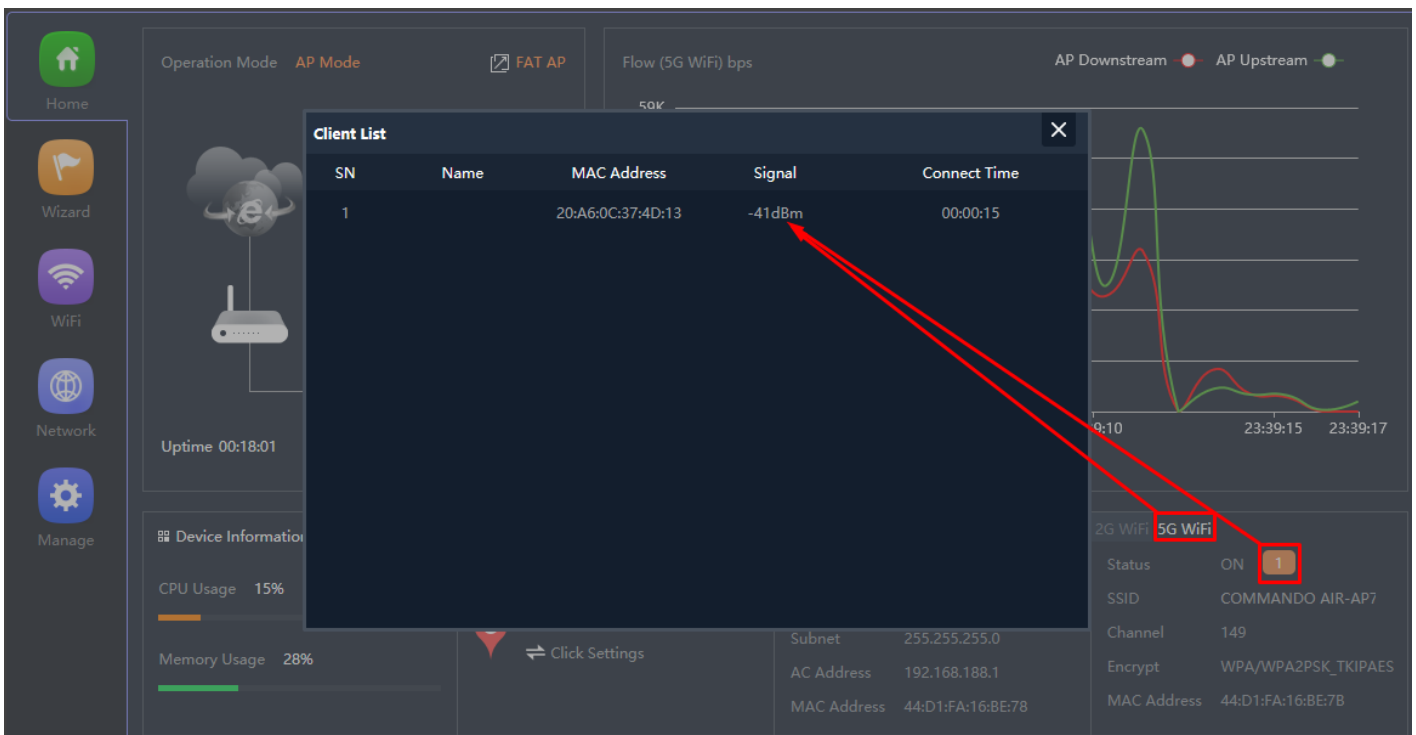 Home
Wizard
WiFi
Network
Manage
Operation Mode AP Mode FAT AP
Uptime 00:18:01
Flow (5G WiFi) bps AP Downstream AP Upstream
59K
9:10 23:39:15 23:39:17
Client List
SN Name MAC Address Signal Connect Time
1 20:A6:0C:37:4D:13 -41dBm 00:00:15
Device Information
CPU Usage 15%
Memory Usage 28%
Click Settings
Subnet 255.255.255.0
AC Address 192.168.188.1
MAC Address 44:D1:FA:16:BE:78
2G WiFi 5G WiFi
Status ON 1
SSID COMMANDO AIR-AP7
Channel 149
Encrypt WPA/WPA2PSK_TKIPAES
MAC Address 44:D1:FA:16:BE:7B